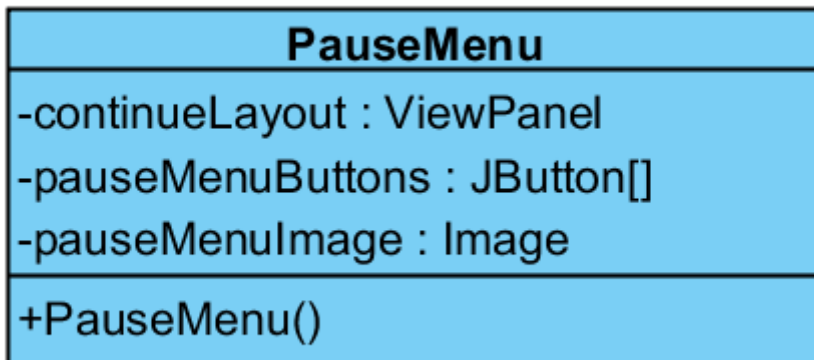 PauseMenu
-continueLayout : ViewPanel
-pauseMenuButtons : JButton[]
-pauseMenuImage : Image
+PauseMenu()